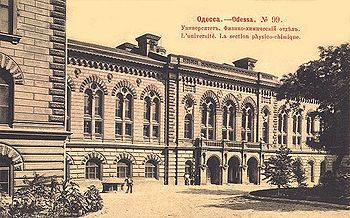 Одесса.—Odessa. № 99.
Университетъ. Физико-химическій отдѣлъ.
L'université. La section physico-chimique.